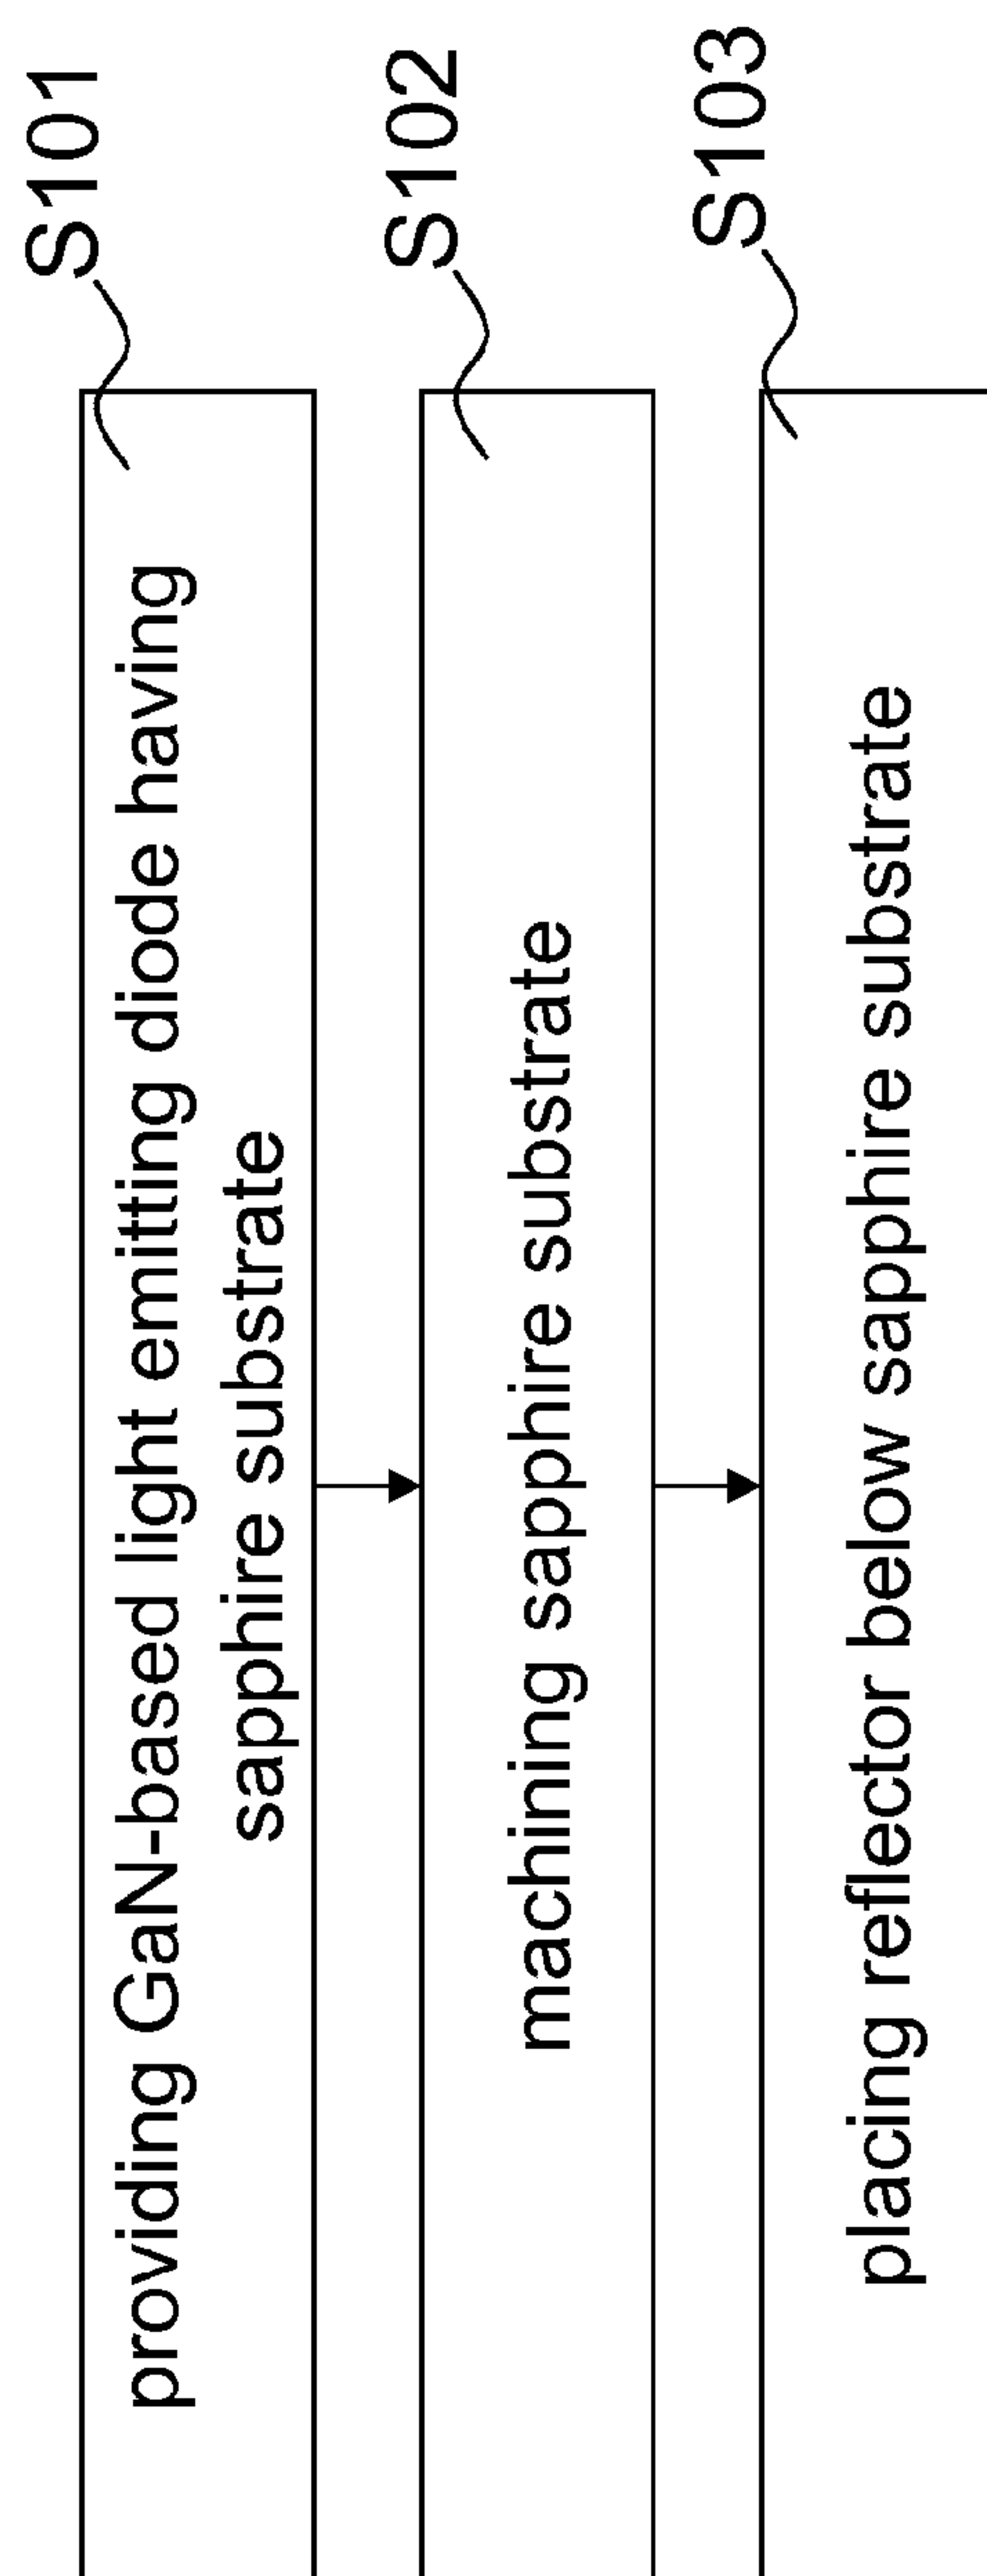 S101
providing GaN-based light emitting diode having
sapphire substrate
S102
machining sapphire substrate
S103
placing reflector below sapphire substrate